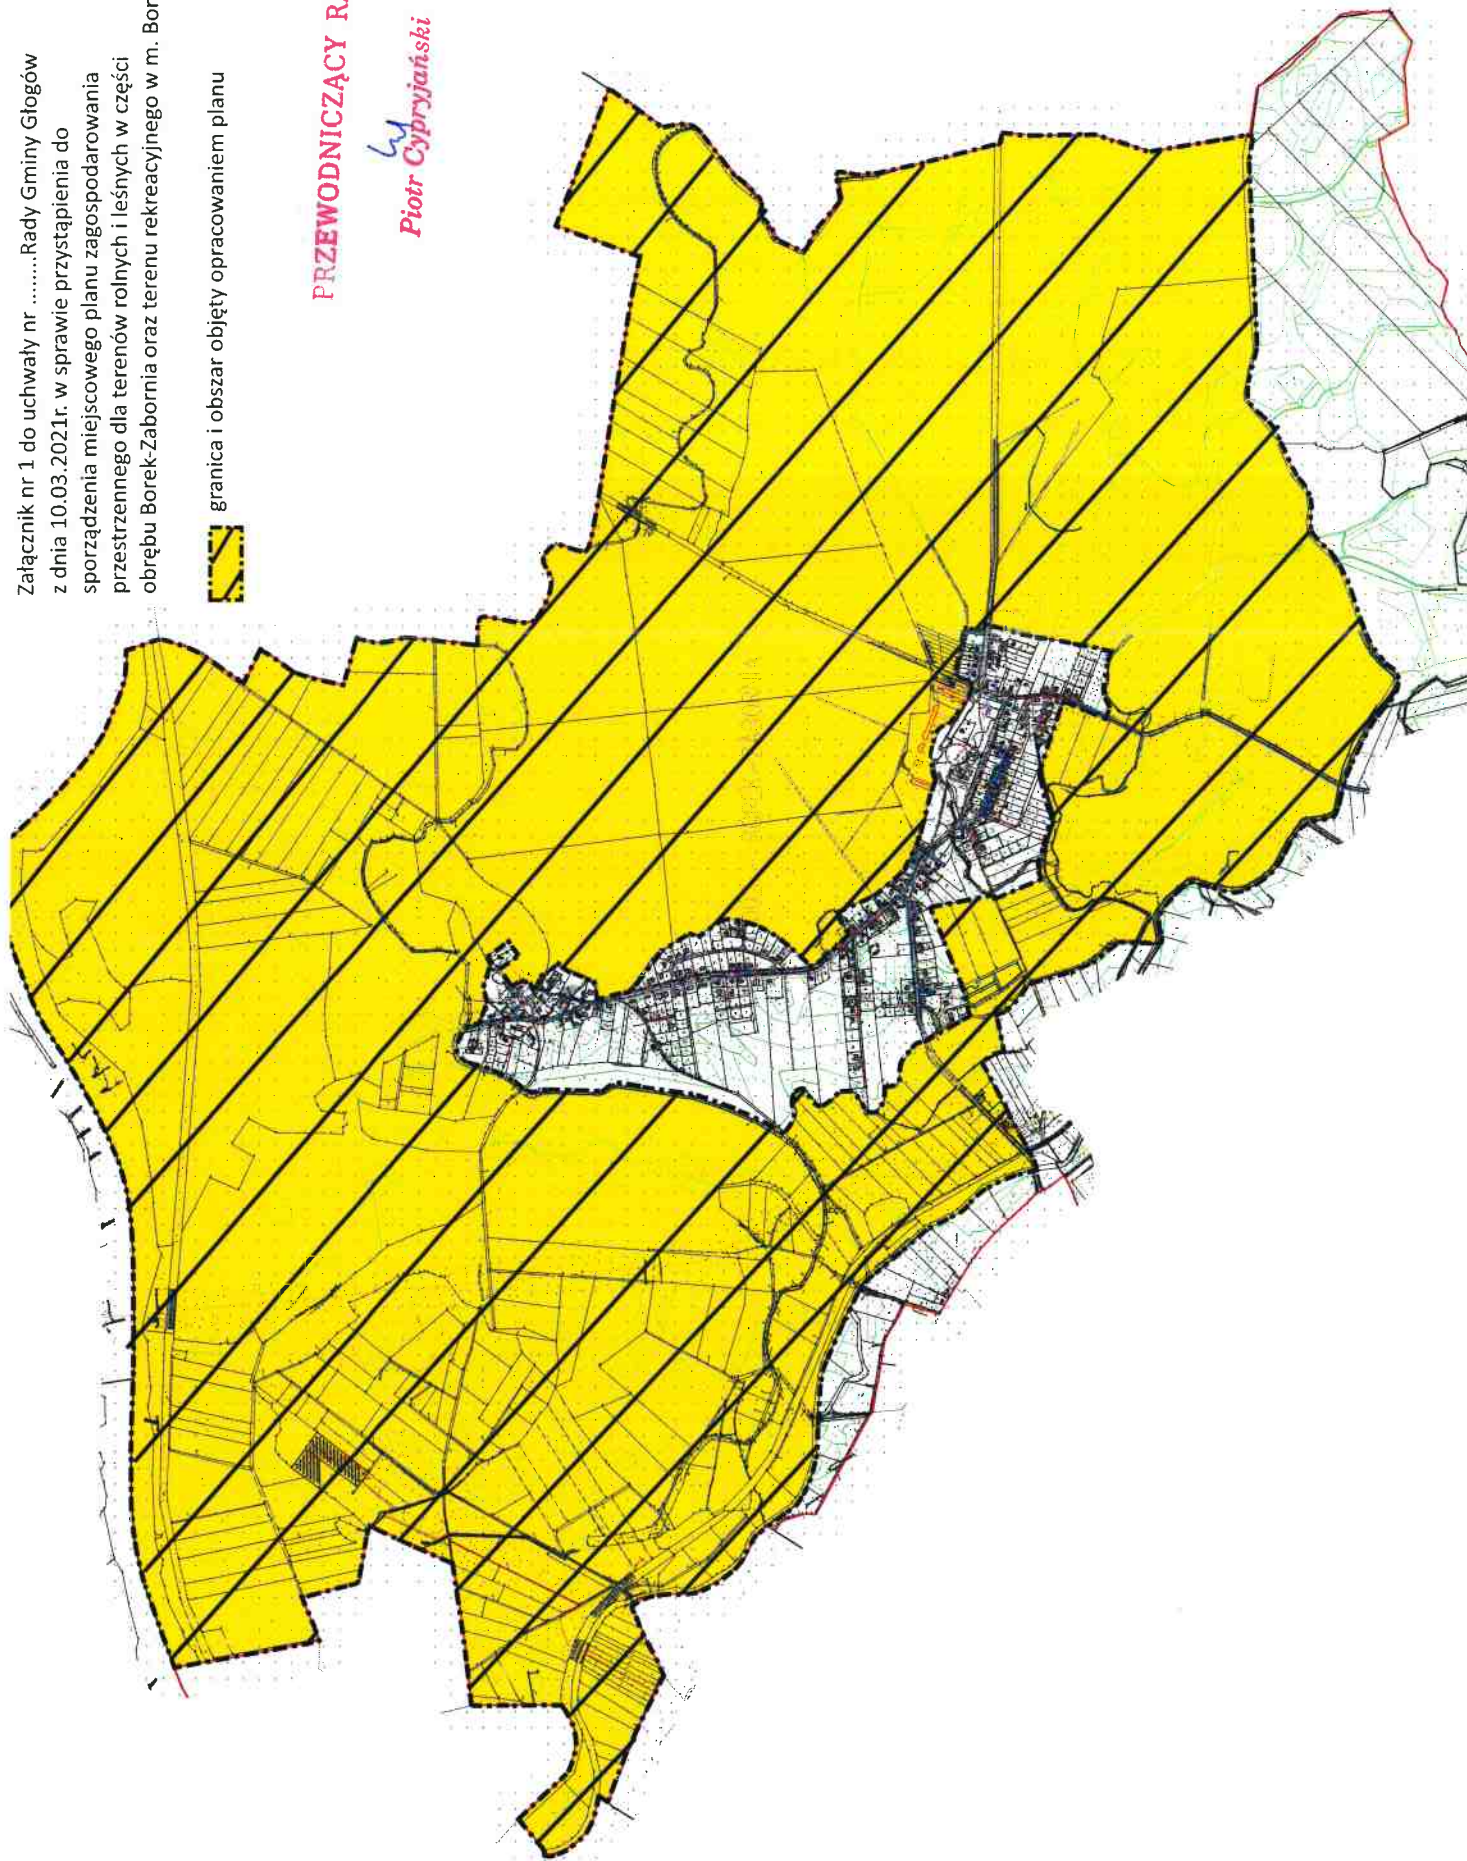 Załącznik nr 1 do uchwały nr ........Rady Gminy Głogów
z dnia 10.03.2021r. w sprawie przystąpienia do
sporządzenia miejscowego planu zagospodarowania
przestrzennego dla terenów rolnych i leśnych w części
obrębu Borek-Zabornia oraz terenu rekreacyjnego w m. Bor
granica i obszar objęty opracowaniem planu
PRZEWODNICZĄCY RA
Piotr Cypryjański